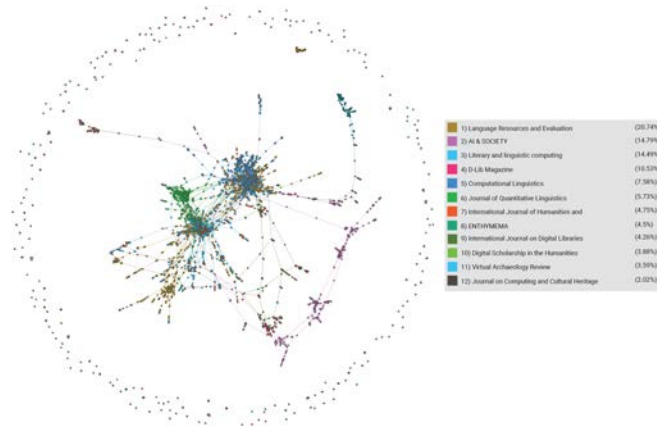 1) Language Resources and Evaluation (20.74%)
2) AI & SOCIETY (14.79%)
3) Literary and linguistic computing (14.49%)
4) D-Lib Magazine (10.53%)
5) Computational Linguistics (7.58%)
6) Journal of Quantitative Linguistics (5.73%)
7) International Journal of Humanities and (4.75%)
8) ENTHYMEMA (4.5%)
9) International Journal on Digital Libraries (4.26%)
10) Digital Scholarship in the Humanities (3.88%)
11) Virtual Archaeology Review (3.59%)
12) Journal on Computing and Cultural Heritage (2.02%)